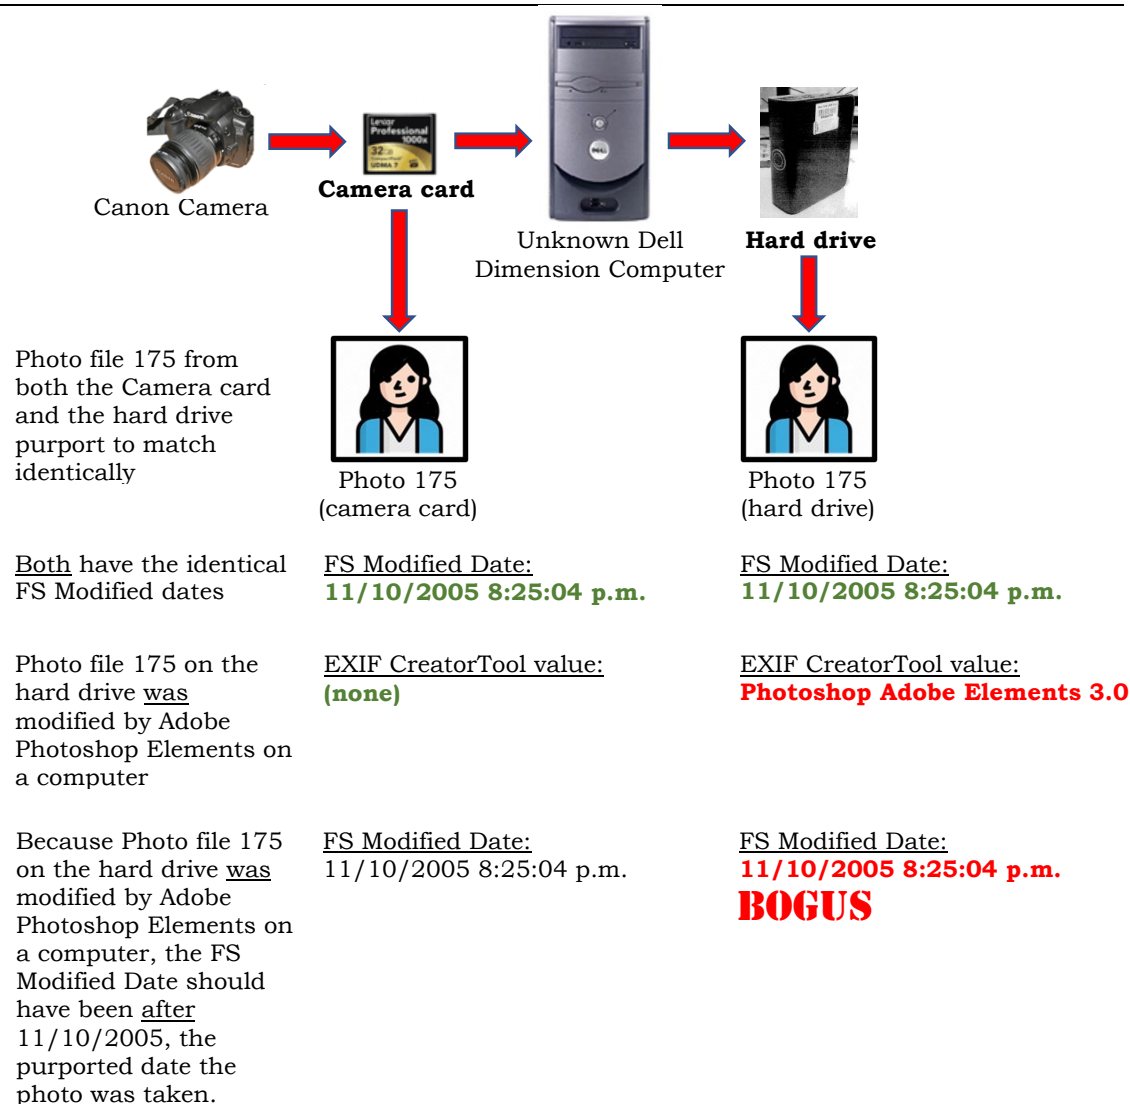 Lexar
Professional
1000x
32GB
UDMA 7
DELL
Canon Camera
Camera card
Unknown Dell
Dimension Computer
Hard drive
Photo file 175 from
both the Camera card
and the hard drive
purport to match
identically
Photo 175
(camera card)
Photo 175
(hard drive)
Both have the identical
FS Modified dates
FS Modified Date:
11/10/2005 8:25:04 p.m.
FS Modified Date:
11/10/2005 8:25:04 p.m.
Photo file 175 on the
hard drive was
modified by Adobe
Photoshop Elements on
a computer
EXIF CreatorTool value:
(none)
EXIF CreatorTool value:
Photoshop Adobe Elements 3.0
Because Photo file 175
on the hard drive was
modified by Adobe
Photoshop Elements on
a computer, the FS
Modified Date should
have been after
11/10/2005, the
purported date the
photo was taken.
FS Modified Date:
11/10/2005 8:25:04 p.m.
FS Modified Date:
11/10/2005 8:25:04 p.m.
BOGUS